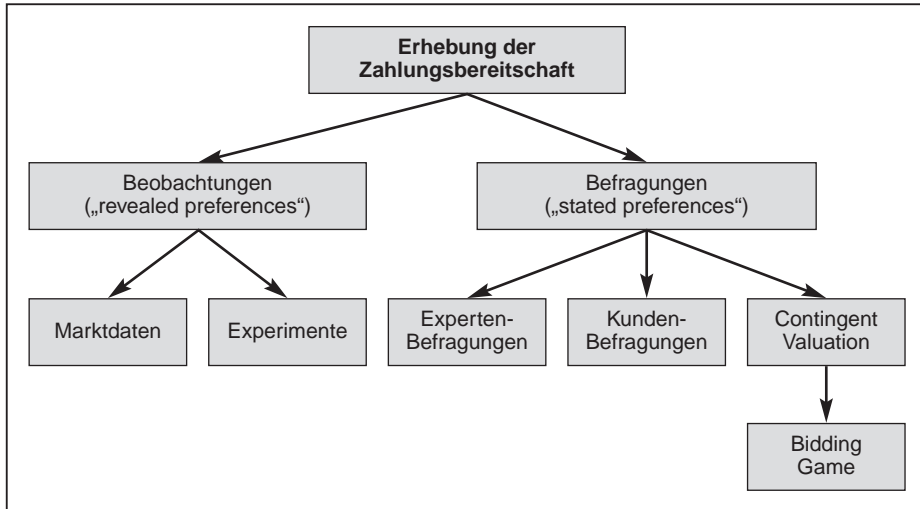 Erhebung der
Zahlungsbereitschaft
Beobachtungen
(„revealed preferences“)
Befragungen
(„stated preferences“)
Marktdaten
Experimente
Experten-
Befragungen
Kunden-
Befragungen
Contingent
Valuation
Bidding
Game